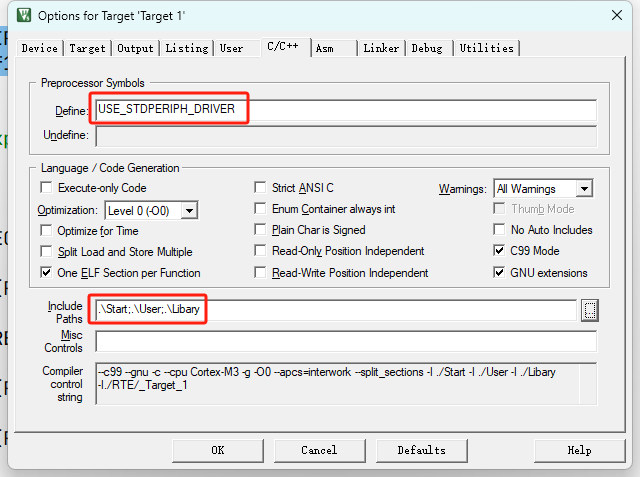 Options for Target 'Target 1'
Device Target Output Listing User C/C++ Asm Linker Debug Utilities
Preprocessor Symbols
Define: USE_STDPERIPH_DRIVER
Undefine:
Language / Code Generation
Execute-only Code
Strict ANSI C
Warnings: All Warnings
Optimization: Level 0 (-O0)
Enum Container always int
Thumb Mode
Optimize for Time
Plain Char is Signed
No Auto Includes
Split Load and Store Multiple
Read-Only Position Independent
C99 Mode
One ELF Section per Function
Read-Write Position Independent
GNU extensions
Include
Paths
.\Start;.\User;.\Libary
...
Misc
Controls
Compiler
control
string
--c99 --gnu -c --cpu Cortex-M3 -g -O0 --apcs=interwork --split_sections -I ./Start -I ./User -I ./Libary
-I./RTE/_Target_1
OK Cancel Defaults Help